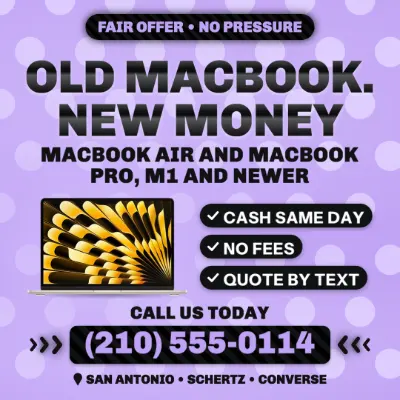 FAIR OFFER • NO PRESSURE
OLD MACBOOK.
NEW MONEY
MACBOOK AIR AND MACBOOK
PRO, M1 AND NEWER
CASH SAME DAY
NO FEES
QUOTE BY TEXT
CALL US TODAY
(210) 555-0114
SAN ANTONIO • SCHERTZ • CONVERSE